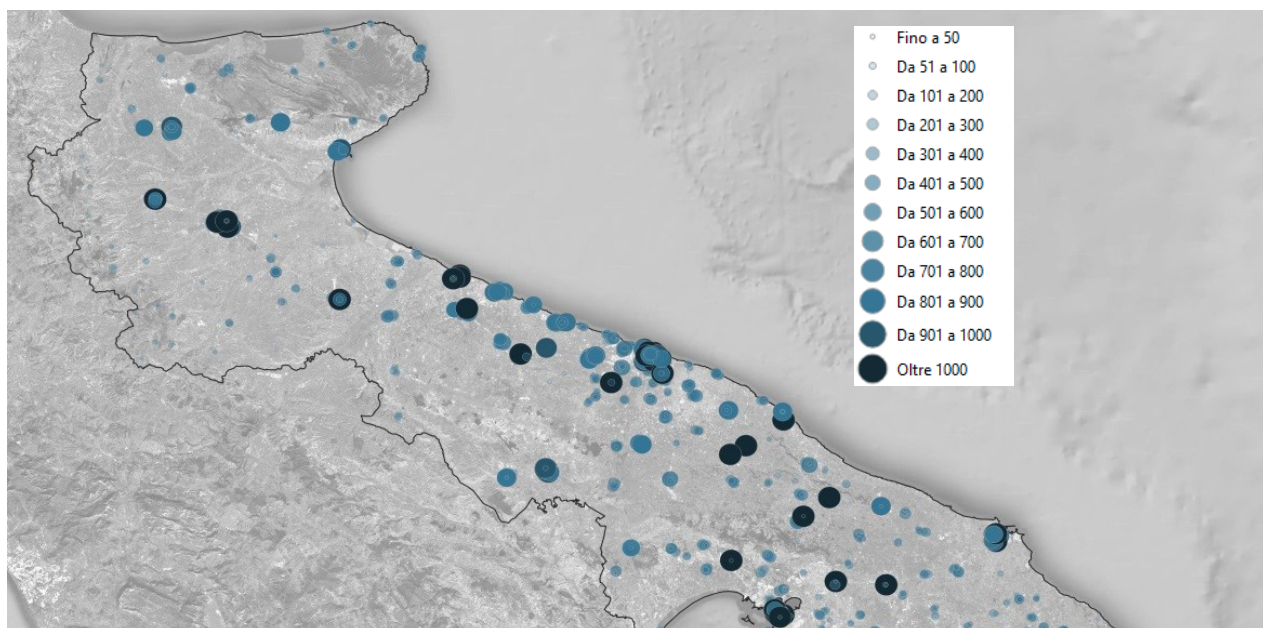 Fino a 50
Da 51 a 100
Da 101 a 200
Da 201 a 300
Da 301 a 400
Da 401 a 500
Da 501 a 600
Da 601 a 700
Da 701 a 800
Da 801 a 900
Da 901 a 1000
Oltre 1000